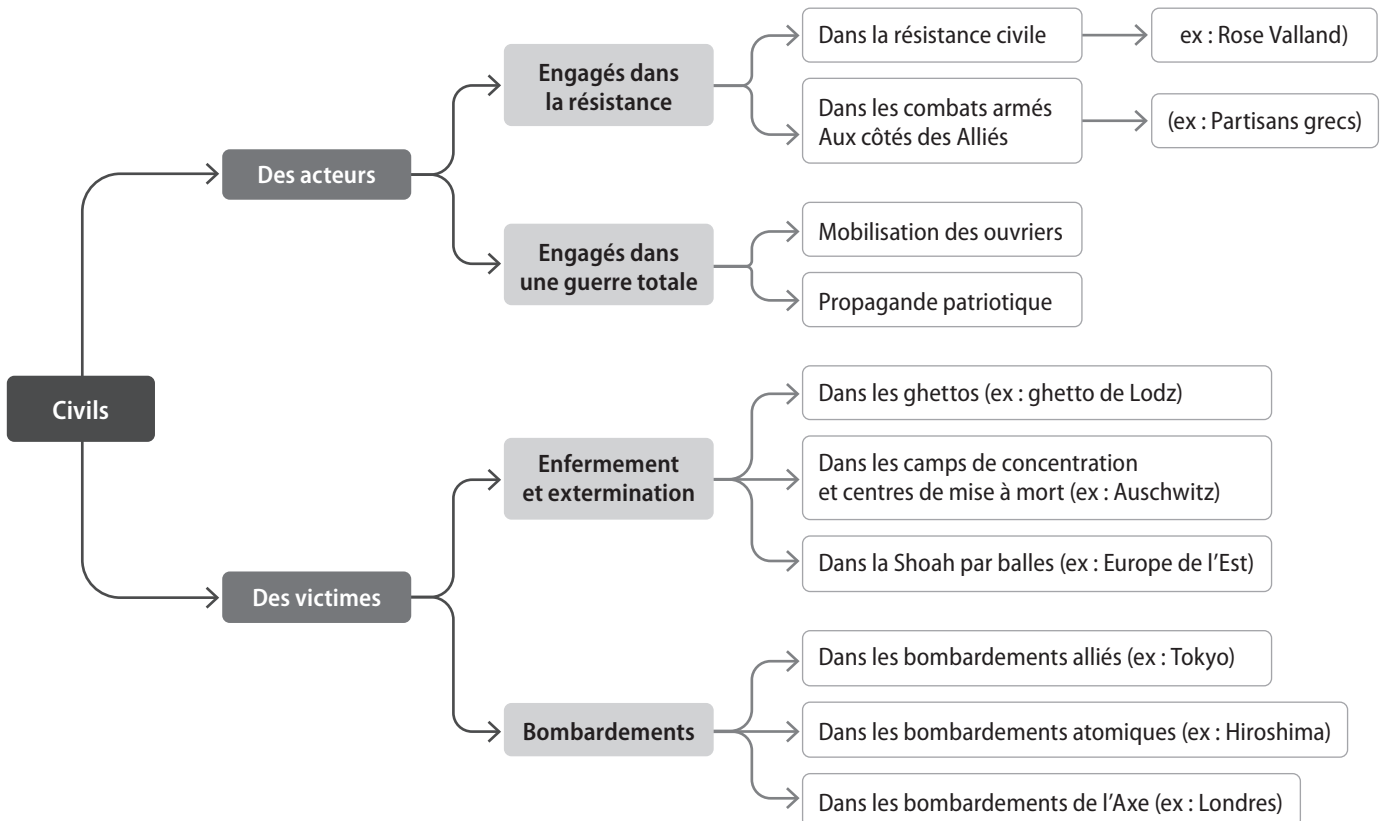 Civils
Des acteurs
Engagés dans
la résistance
Dans la résistance civile
ex : Rose Valland)
Dans les combats armés
Aux côtés des Alliés
(ex : Partisans grecs)
Engagés dans
une guerre totale
Mobilisation des ouvriers
Propagande patriotique
Des victimes
Enfermement
et extermination
Dans les ghettos (ex : ghetto de Lodz)
Dans les camps de concentration
et centres de mise à mort (ex : Auschwitz)
Dans la Shoah par balles (ex : Europe de l'Est)
Bombardements
Dans les bombardements alliés (ex : Tokyo)
Dans les bombardements atomiques (ex : Hiroshima)
Dans les bombardements de l'Axe (ex : Londres)